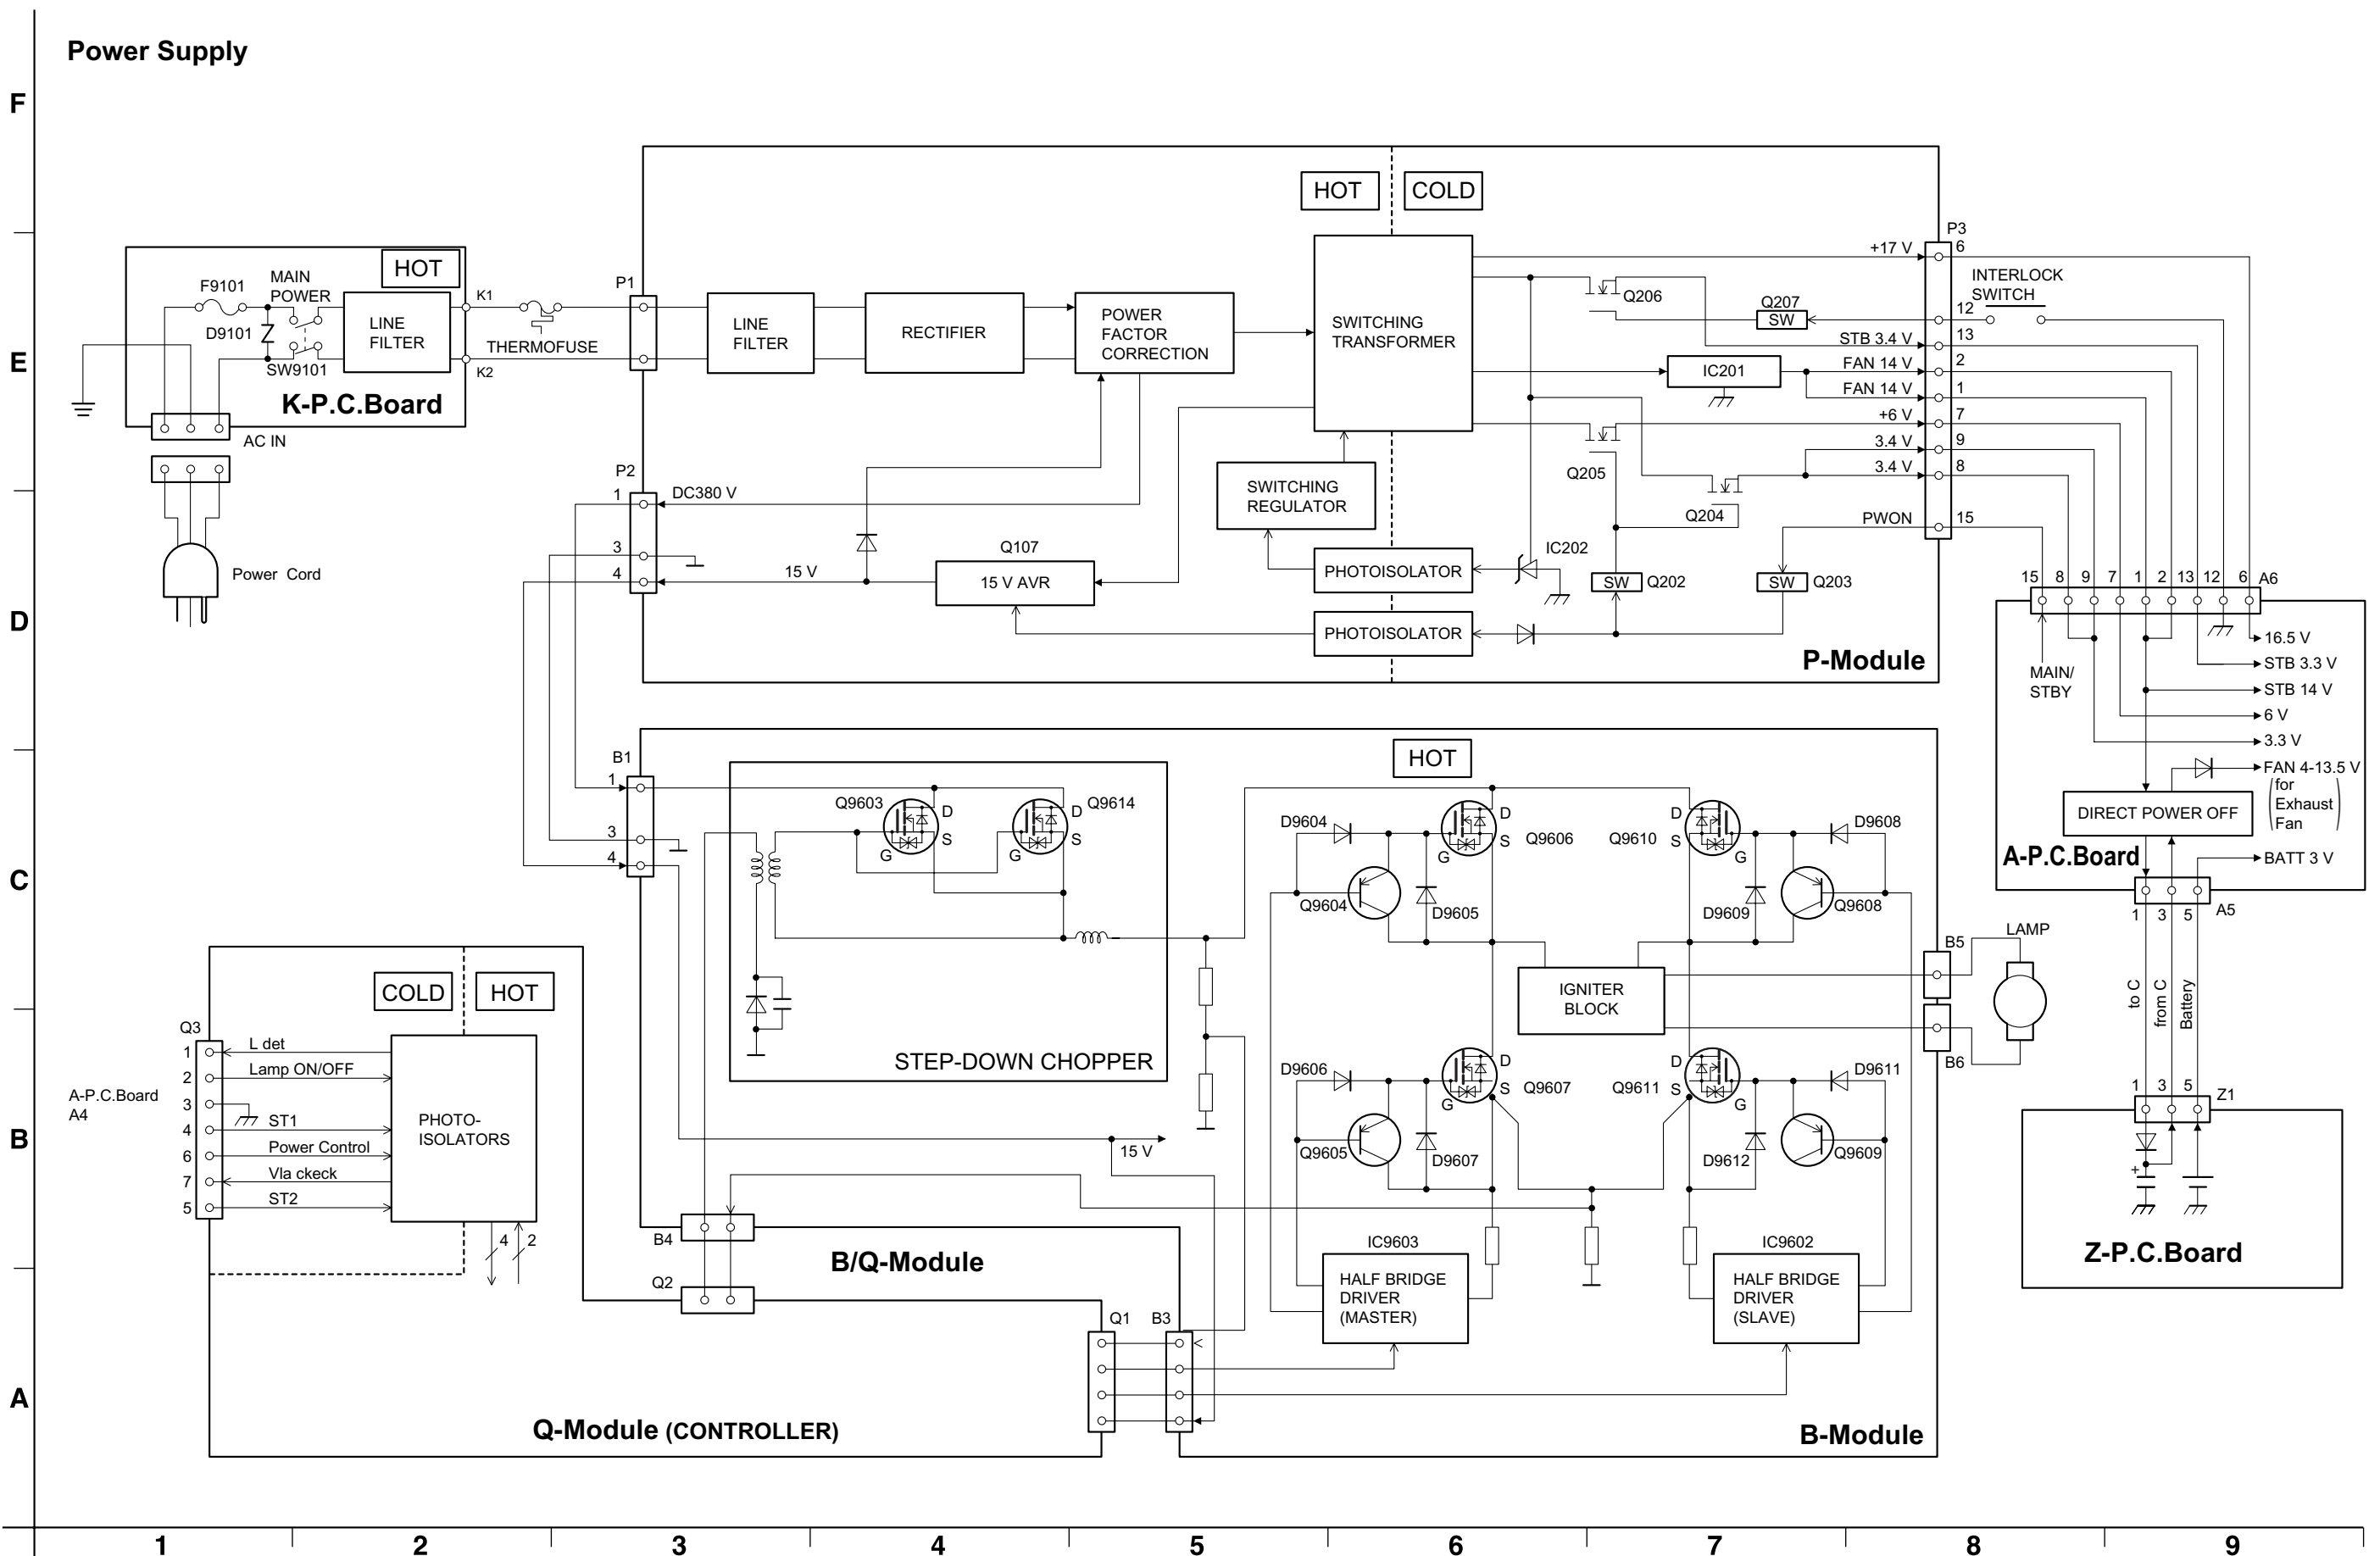 Power Supply
F
E
D
C
B
A
1
2
3
4
5
6
7
8
9
HOT
F9101
MAIN
POWER
D9101
SW9101
LINE
FILTER
K1
K2
THERMOFUSE
K-P.C.Board
AC IN
Power Cord
HOT
COLD
P1
LINE
FILTER
RECTIFIER
POWER
FACTOR
CORRECTION
SWITCHING
TRANSFORMER
P2
1
DC380 V
3
4
15 V
Q107
15 V AVR
SWITCHING
REGULATOR
PHOTOISOLATOR
PHOTOISOLATOR
IC202
Q206
Q207
SW
IC201
Q205
Q204
SW
Q202
SW
Q203
P-Module
P3
+17 V
6
12
STB 3.4 V
13
FAN 14 V
2
FAN 14 V
1
+6 V
7
3.4 V
9
3.4 V
8
PWON
15
INTERLOCK
SWITCH
15
8
9
7
1
2
13
12
6
A6
MAIN/
STBY
16.5 V
STB 3.3 V
STB 14 V
6 V
3.3 V
FAN 4-13.5 V
for
Exhaust
Fan
DIRECT POWER OFF
A-P.C.Board
BATT 3 V
1
3
5
A5
to C
from C
Battery
1
3
5
Z1
+
Z-P.C.Board
B1
1
3
4
Q9603
D
S
G
Q9614
D
S
G
STEP-DOWN CHOPPER
HOT
D9604
Q9604
D9605
D
S
G
Q9606
Q9610
D
S
G
D9608
D9609
Q9608
IGNITER
BLOCK
B5
B6
LAMP
D9606
Q9605
D9607
D
S
G
Q9607
Q9611
D
S
G
D9611
D9612
Q9609
15 V
IC9603
HALF BRIDGE
DRIVER
(MASTER)
IC9602
HALF BRIDGE
DRIVER
(SLAVE)
B-Module
COLD
HOT
A-P.C.Board
A4
Q3
1
L det
2
Lamp ON/OFF
3
4
ST1
6
Power Control
7
Vla ckeck
5
ST2
PHOTO-
ISOLATORS
4
2
B4
Q2
B/Q-Module
Q1
B3
Q-Module (CONTROLLER)